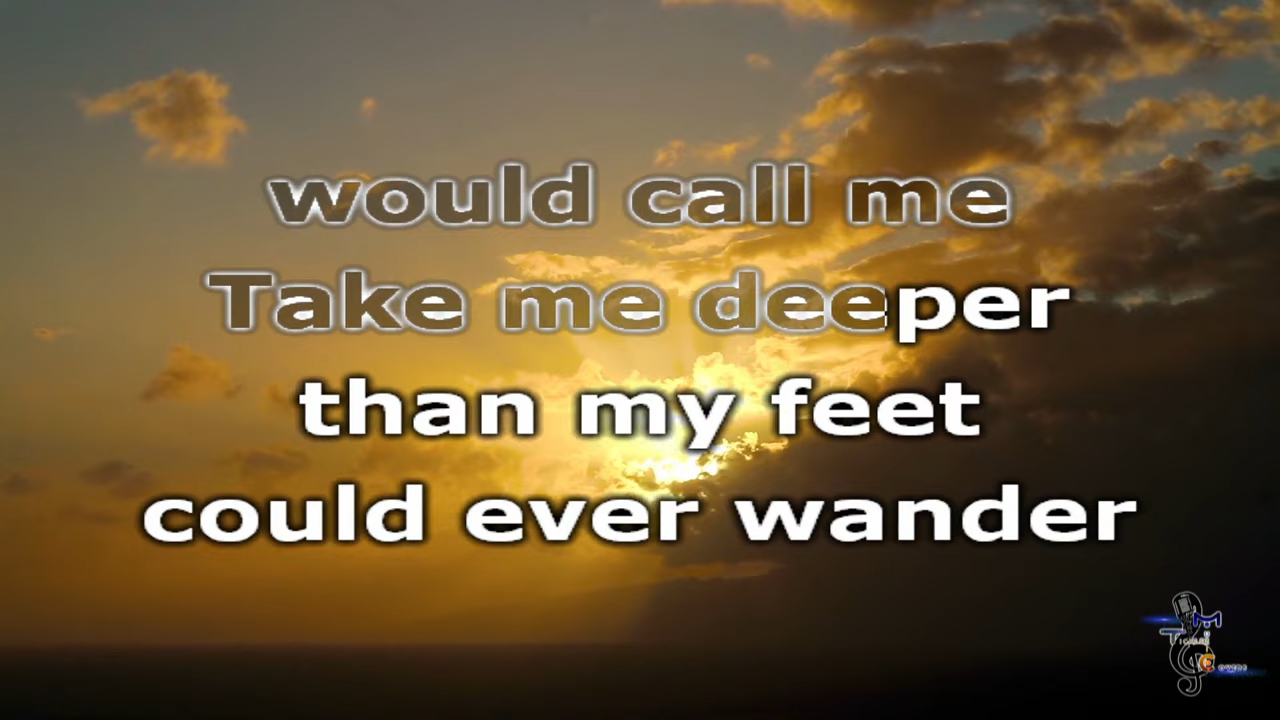 would call me
Take me deeper
than my feet
could ever wander